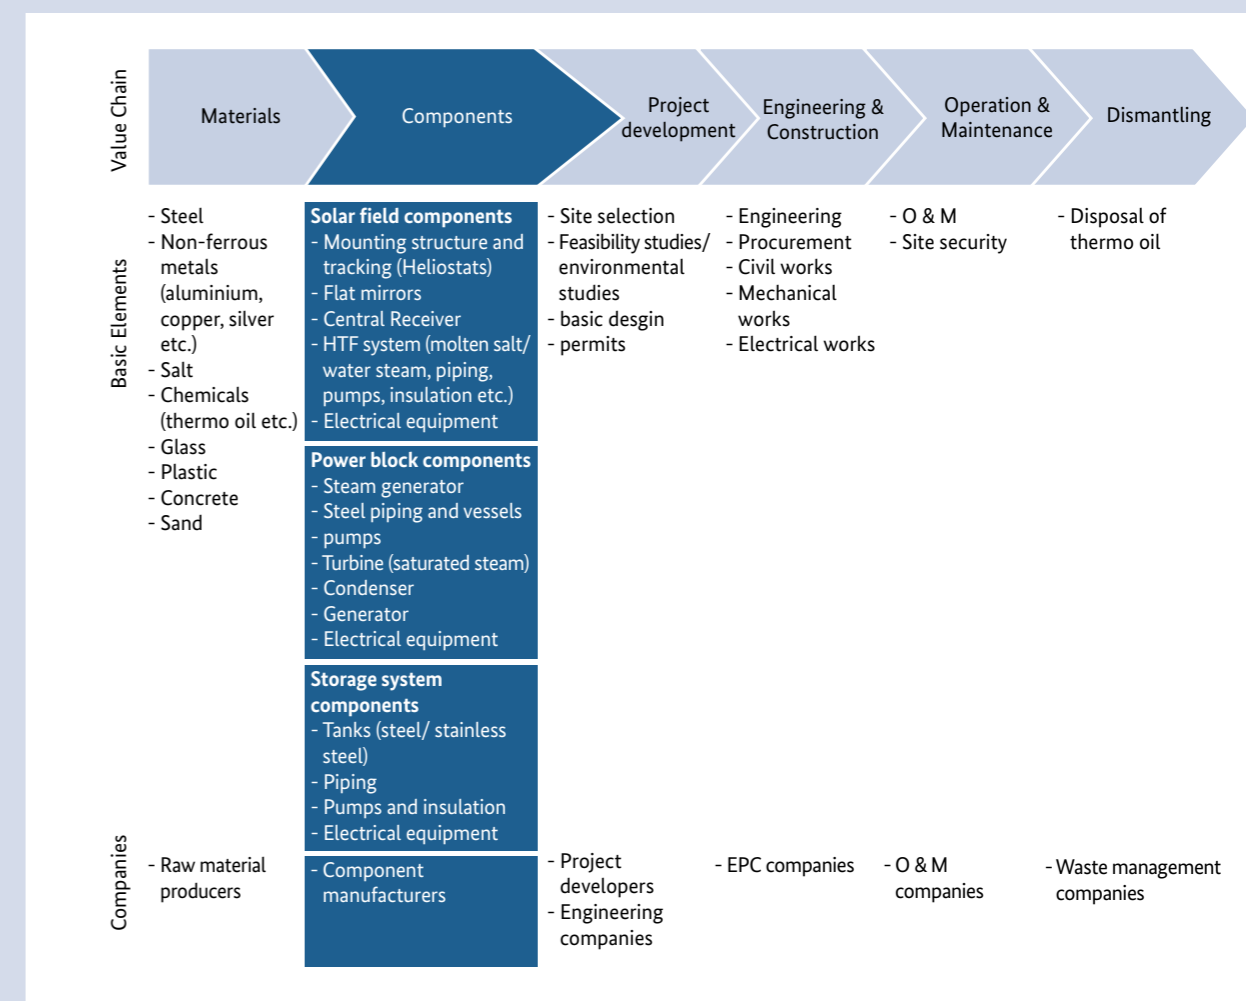 Value Chain
Materials
Components
Project
development
Engineering &
Construction
Operation &
Maintenance
Dismantling
Basic Elements
- Steel
- Non-ferrous
metals
(aluminium,
copper, silver
etc.)
- Salt
- Chemicals
(thermo oil etc.)
- Glass
- Plastic
- Concrete
- Sand
Solar field components
- Mounting structure and
tracking (Heliostats)
- Flat mirrors
- Central Receiver
- HTF system (molten salt/
water steam, piping,
pumps, insulation etc.)
- Electrical equipment
Power block components
- Steam generator
- Steel piping and vessels
- pumps
- Turbine (saturated steam)
- Condenser
- Generator
- Electrical equipment
Storage system
components
- Tanks (steel/ stainless
steel)
- Piping
- Pumps and insulation
- Electrical equipment
- Site selection
- Feasibility studies/
environmental
studies
- basic desgin
- permits
- Engineering
- Procurement
- Civil works
- Mechanical
works
- Electrical works
- O & M
- Site security
- Disposal of
thermo oil
Companies
- Raw material
producers
- Component
manufacturers
- Project
developers
- Engineering
companies
- EPC companies
- O & M
companies
- Waste management
companies